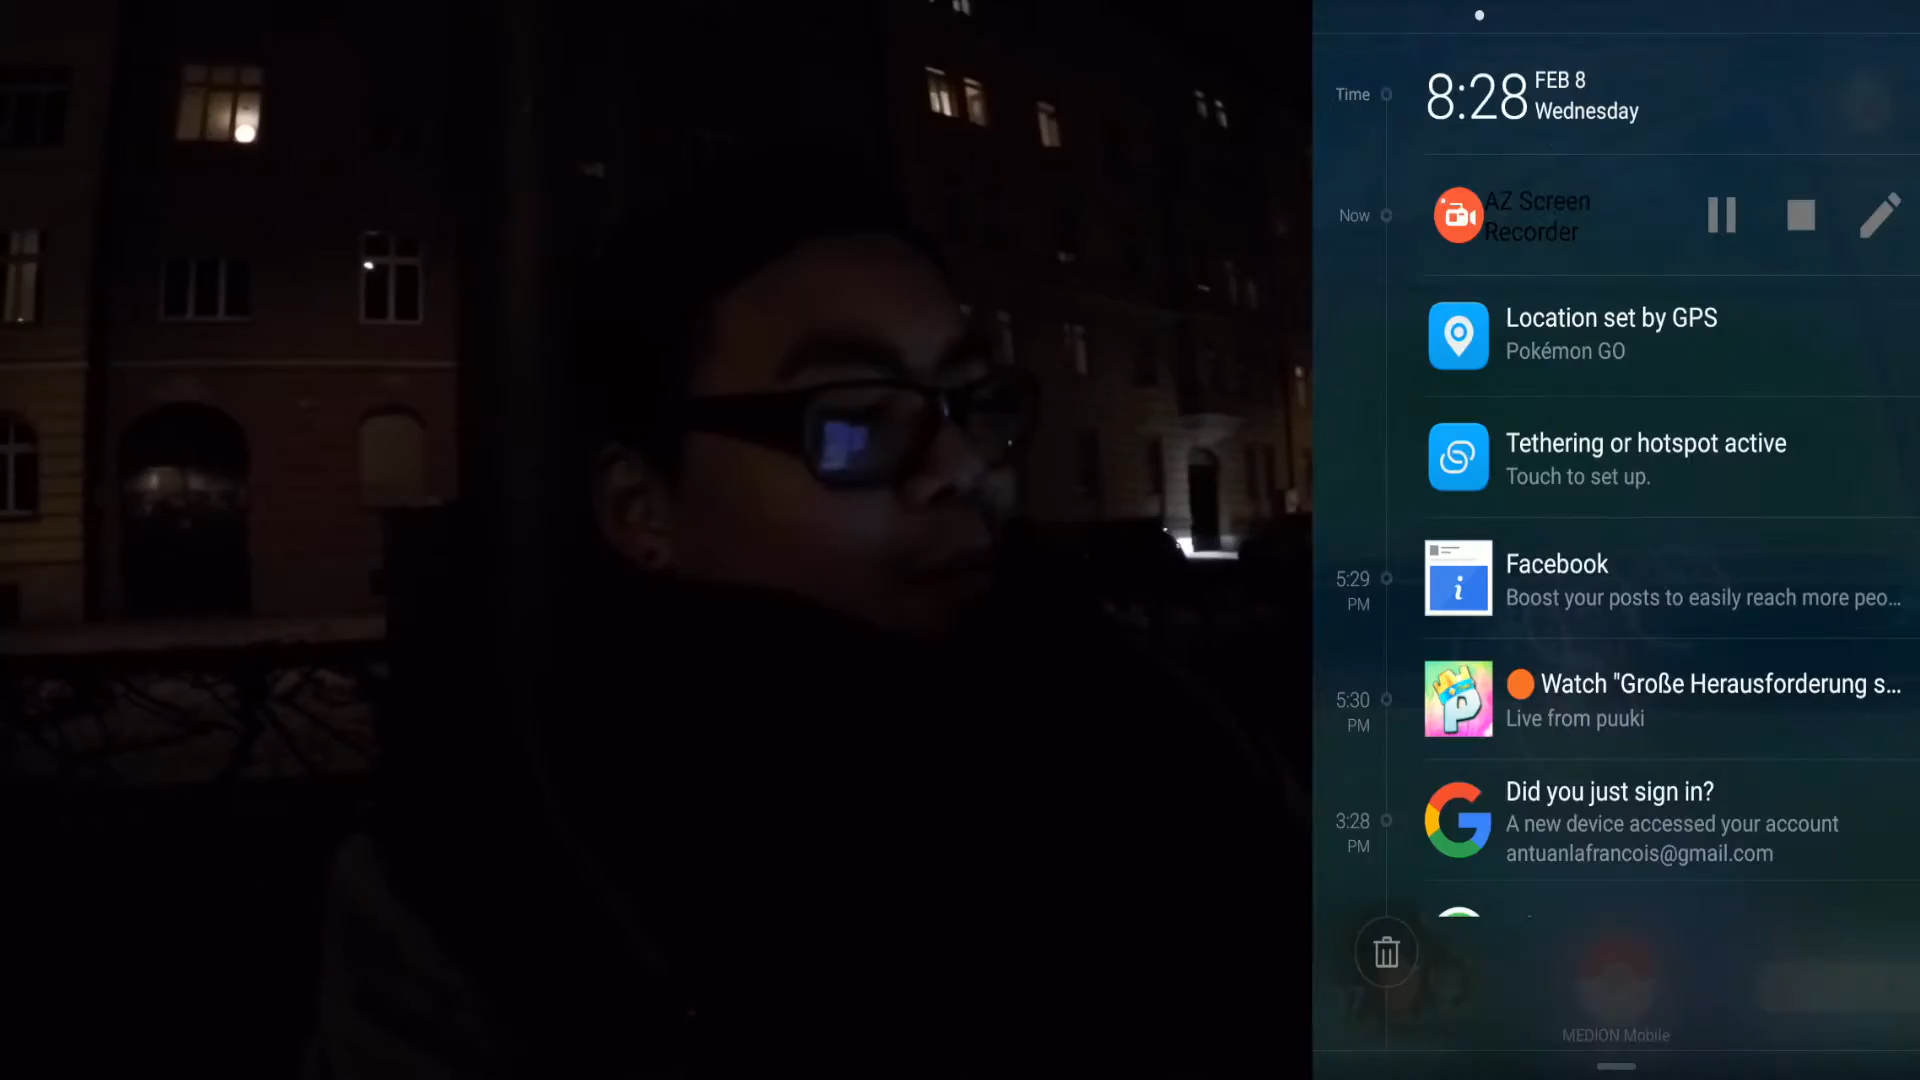 Time
8:28
FEB 8
Wednesday
Now
AZ Screen
Recorder
Location set by GPS
Pokémon GO
Tethering or hotspot active
Touch to set up.
5:29
PM
Facebook
Boost your posts to easily reach more peo...
5:30
PM
Watch "Große Herausforderung s...
Live from puuki
3:28
PM
Did you just sign in?
A new device accessed your account
antuanlafrancois@gmail.com
MEDION Mobile